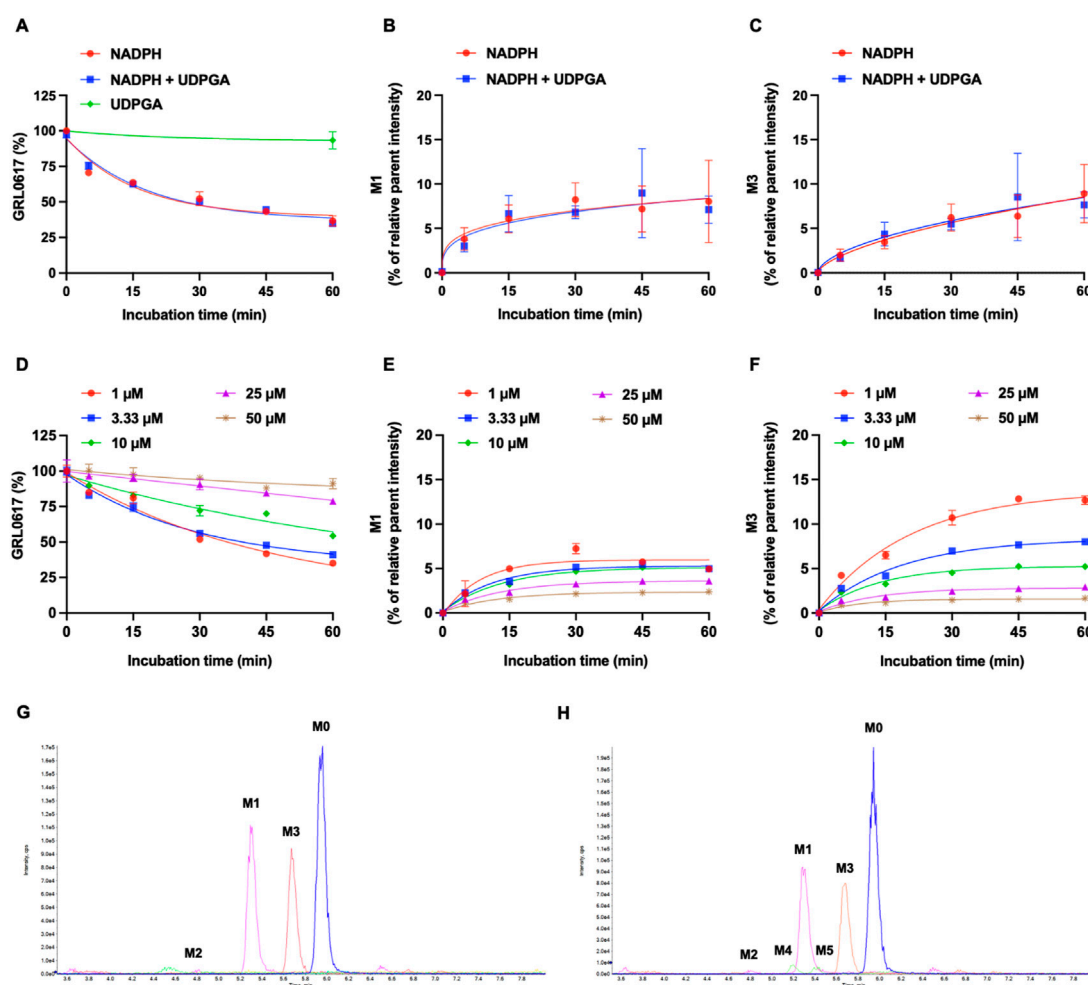 A
NADPH
NADPH + UDPGA
UDPGA
GRL0617 (%)
125
100
75
50
25
0
0 15 30 45 60
Incubation time (min)
B
NADPH
NADPH + UDPGA
M1
(% of relative parent intensity)
20
15
10
5
0
0 15 30 45 60
Incubation time (min)
C
NADPH
NADPH + UDPGA
M3
(% of relative parent intensity)
20
15
10
5
0
0 15 30 45 60
Incubation time (min)
D
1 µM 25 µM
3.33 µM 50 µM
10 µM
GRL0617 (%)
125
100
75
50
25
0
0 15 30 45 60
Incubation time (min)
E
1 µM 25 µM
3.33 µM 50 µM
10 µM
M1
(% of relative parent intensity)
20
15
10
5
0
0 15 30 45 60
Incubation time (min)
F
1 µM 25 µM
3.33 µM 50 µM
10 µM
M3
(% of relative parent intensity)
20
15
10
5
0
0 15 30 45 60
Incubation time (min)
G
M0
M1
M3
M2
Intensity, cps
H
M0
M1
M3
M4
M5
M2
Intensity, cps